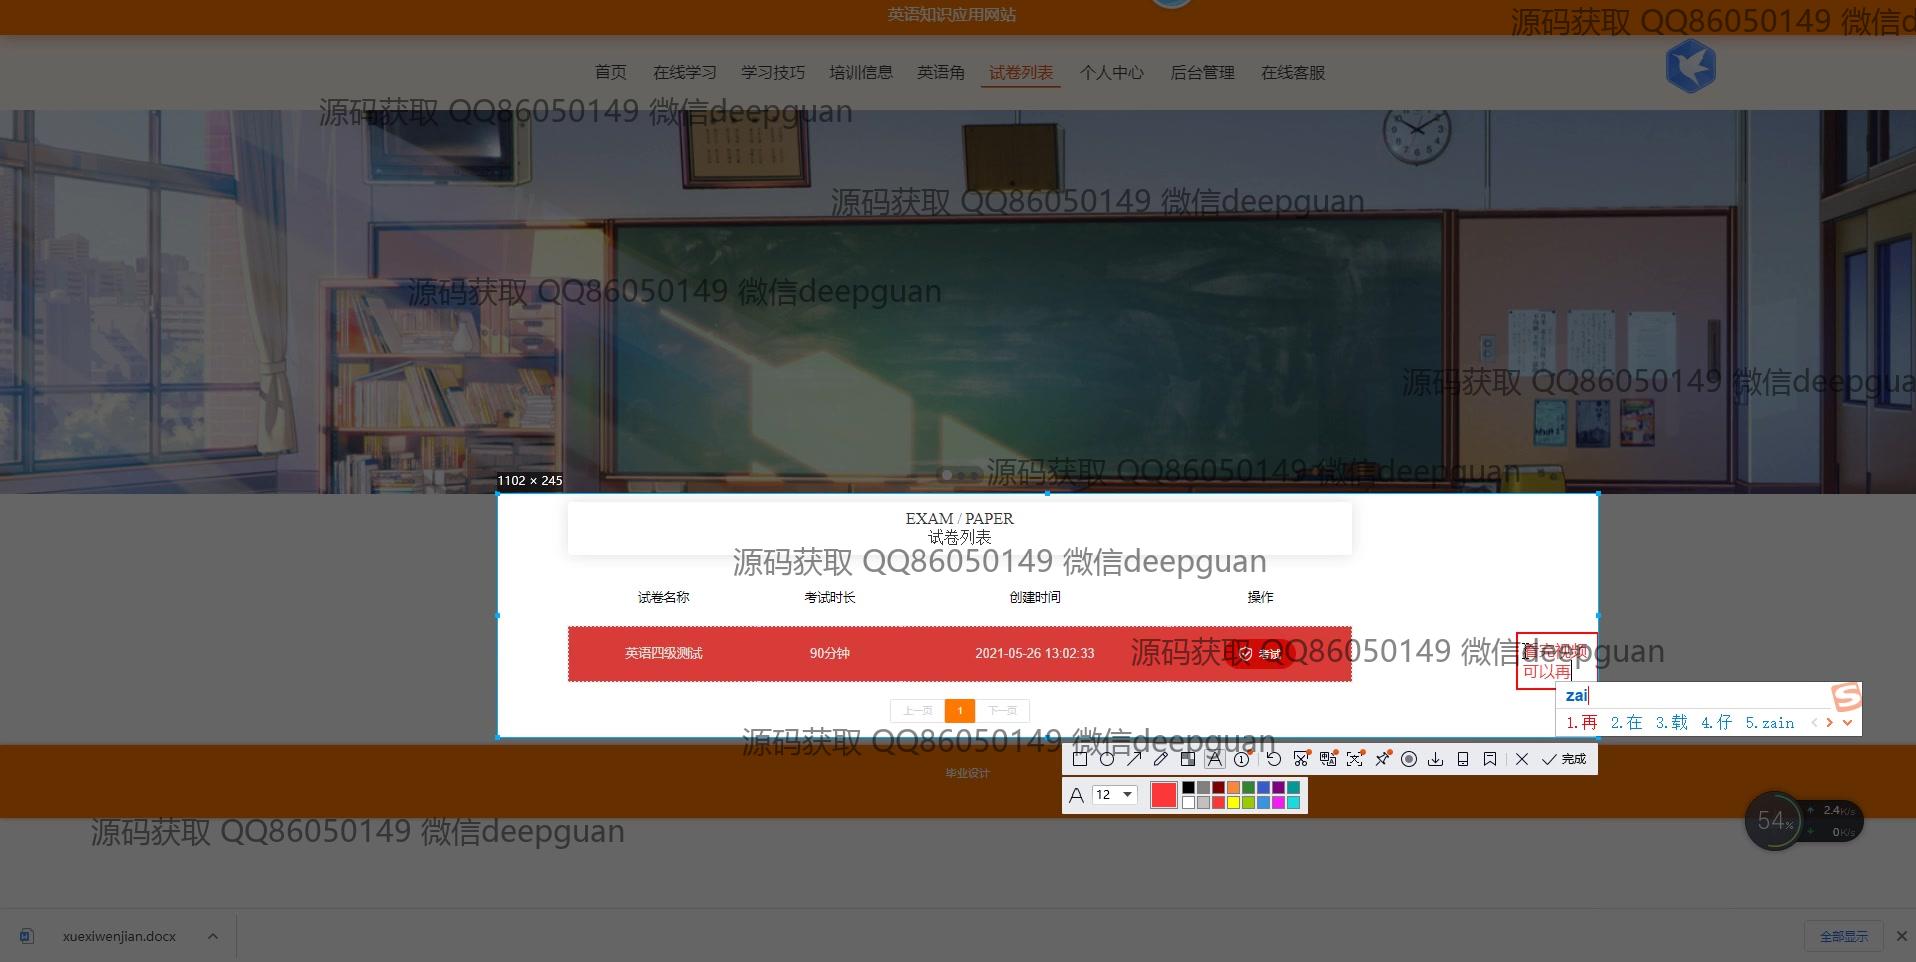 英语知识应用网站
源码获取 QQ86050149 微信d
首页 在线学习 学习技巧 培训信息 英语角 试卷列表 个人中心 后台管理 在线客服
源码获取 QQ86050149 微信deepguan
源码获取 QQ86050149 微信deepguan
源码获取 QQ86050149 微信deepguan
源码获取 QQ86050149 微信deepgua
源码获取 QQ86050149 微信deepguan
1102 × 245
EXAM / PAPER
试卷列表
源码获取 QQ86050149 微信deepguan
试卷名称 考试时长 创建时间 操作
英语四级测试 90分钟 2021-05-26 13:02:33 考试
源码获取 QQ86050149 微信deepguan
看完视频
可以再
zai
1.再 2.在 3.载 4.仔 5.zain
上一页 1 下一页
源码获取 QQ86050149 微信deepguan
完成
毕业设计
A 12
54% 2.4K/s
0K/s
源码获取 QQ86050149 微信deepguan
xuexiwenjian.docx
全部显示